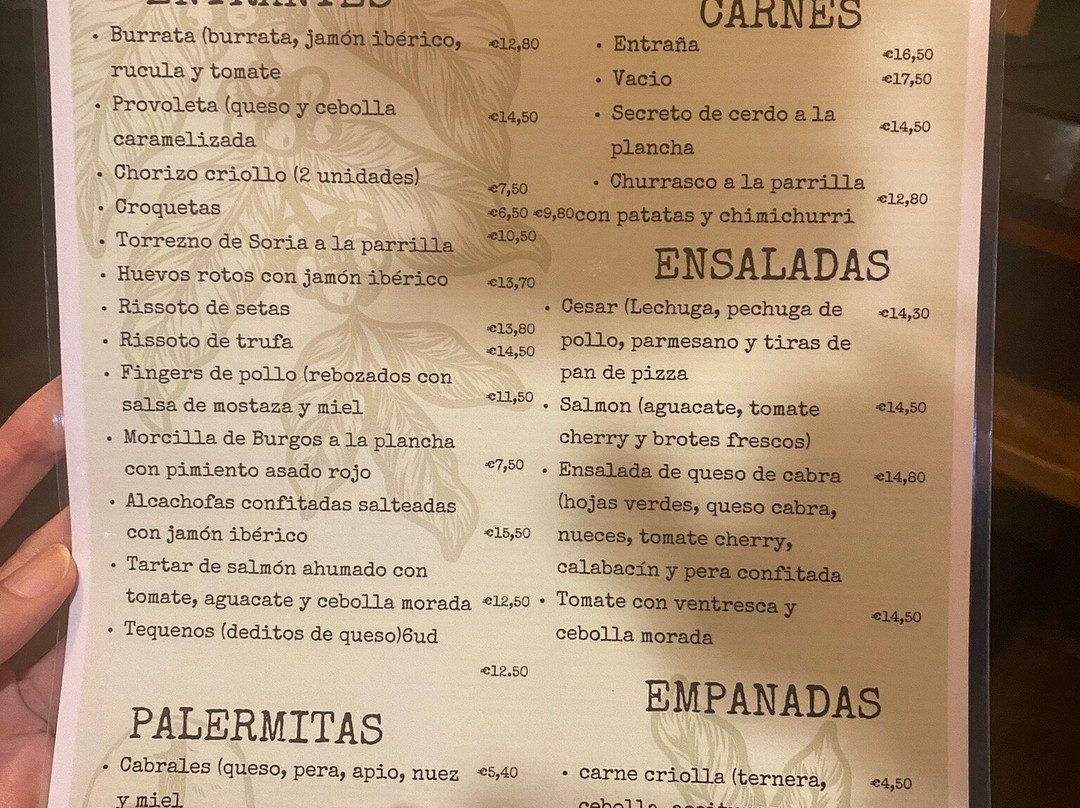 ENTRANTES
• Burrata (burrata, jamón ibérico, €12,80
rucula y tomate
• Provoleta (queso y cebolla €14,50
caramelizada
• Chorizo criollo (2 unidades) €7,50
• Croquetas €6,50 €9,80
• Torrezno de Soria a la parrilla €10,50
• Huevos rotos con jamón ibérico €13,70
• Rissoto de setas €13,80
• Rissoto de trufa €14,50
• Fingers de pollo (rebozados con €11,50
salsa de mostaza y miel
• Morcilla de Burgos a la plancha €7,50
con pimiento asado rojo
• Alcachofas confitadas salteadas €15,50
con jamón ibérico
• Tartar de salmón ahumado con
tomate, aguacate y cebolla morada €12,50
• Tequenos (deditos de queso)6ud
€12.50
PALERMITAS
• Cabrales (queso, pera, apio, nuez €5,40
y miel
CARNES
• Entraña €16,50
• Vacio €17,50
• Secreto de cerdo a la €14,50
plancha
• Churrasco a la parrilla €12,80
con patatas y chimichurri
ENSALADAS
• Cesar (Lechuga, pechuga de €14,30
pollo, parmesano y tiras de
pan de pizza
• Salmon (aguacate, tomate €14,50
cherry y brotes frescos)
• Ensalada de queso de cabra €14,80
(hojas verdes, queso cabra,
nueces, tomate cherry,
calabacín y pera confitada
• Tomate con ventresca y €14,50
cebolla morada
EMPANADAS
• carne criolla (ternera, €4,50
cebolla